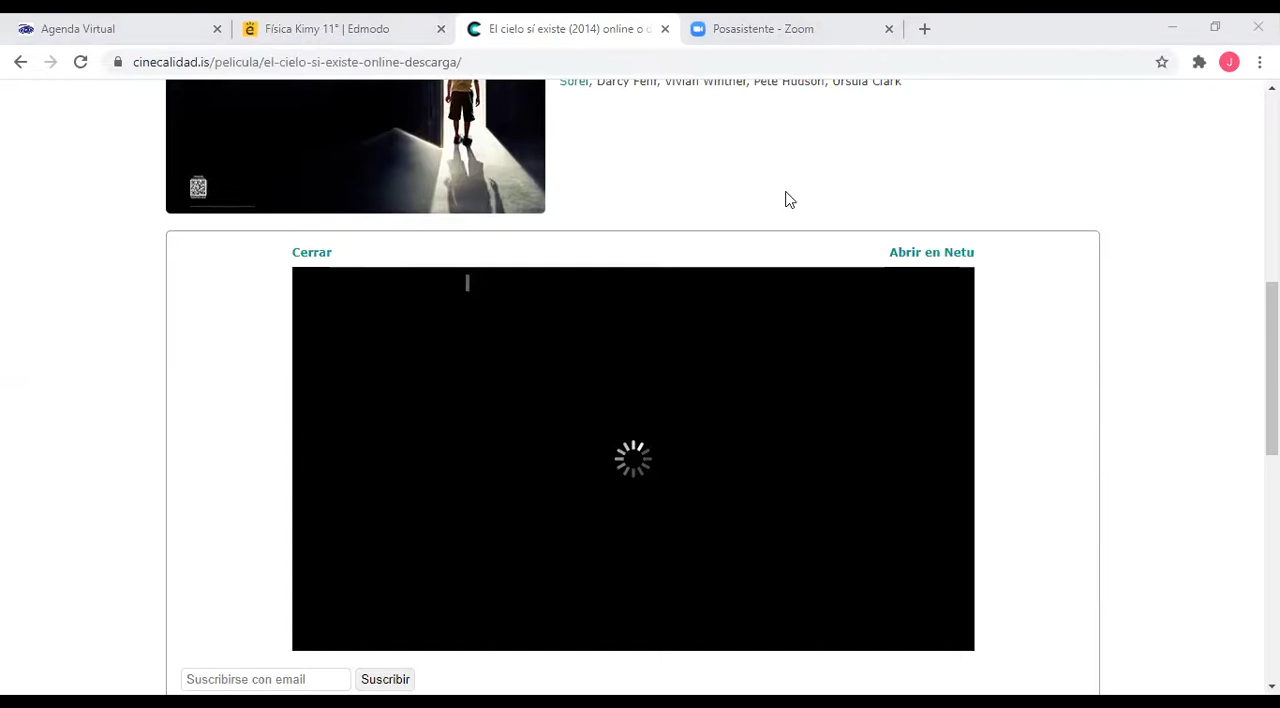 Agenda Virtual
Física Kimy 11° | Edmodo
El cielo sí existe (2014) online o d
Posasistente - Zoom
cinecalidad.is/pelicula/el-cielo-si-existe-online-descarga/
J
Sorel, Darcy Fehr, Vivian Winther, Pete Hudson, Ursula Clark
Cerrar
Abrir en Netu
Suscribirse con email
Suscribir